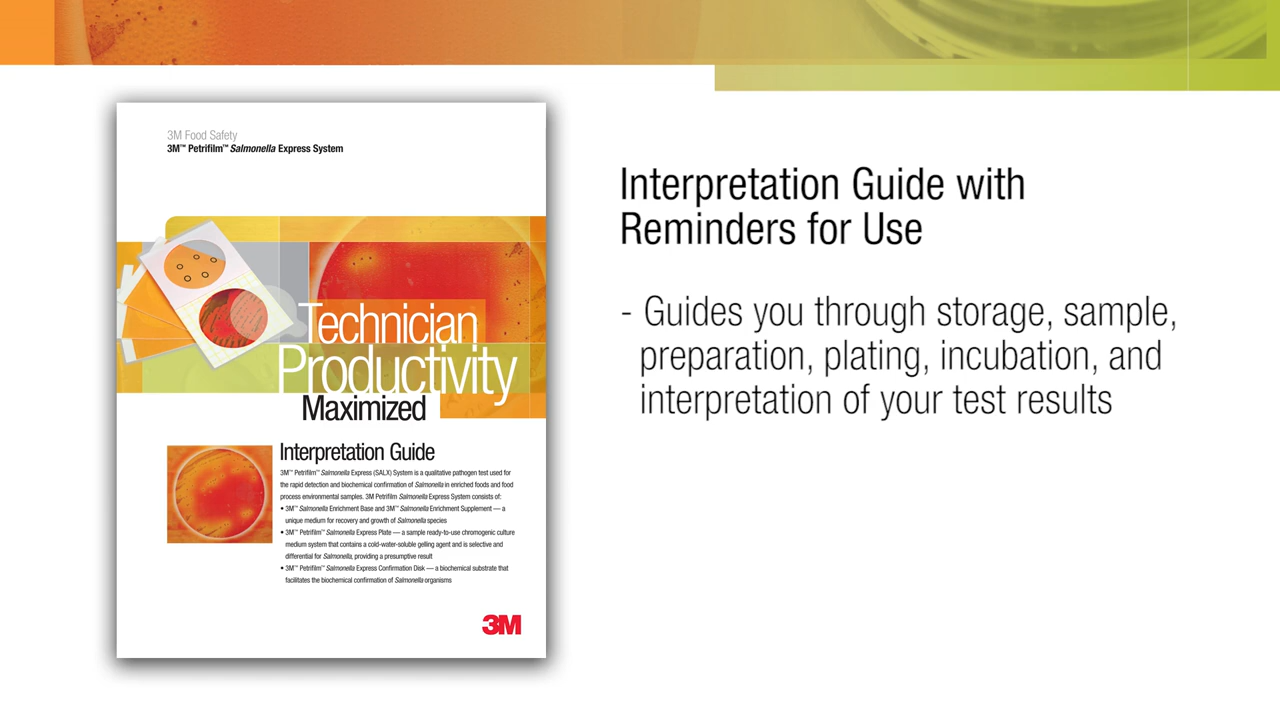 3M Food Safety
3M™ Petrifilm™ Salmonella Express System
Technician
Productivity
Maximized
Interpretation Guide
3M™ Petrifilm™ Salmonella Express (SALX) System is a qualitative pathogen test used for
the rapid detection and biochemical confirmation of Salmonella in enriched foods and food
process environmental samples. 3M Petrifilm Salmonella Express System consists of:
• 3M™ Salmonella Enrichment Base and 3M™ Salmonella Enrichment Supplement — a
unique medium for recovery and growth of Salmonella species
• 3M™ Petrifilm™ Salmonella Express Plate — a sample ready-to-use chromogenic culture
medium system that contains a cold-water-soluble gelling agent and is selective and
differential for Salmonella, providing a presumptive result
• 3M™ Petrifilm™ Salmonella Express Confirmation Disk — a biochemical substrate that
facilitates the biochemical confirmation of Salmonella organisms
3M
Interpretation Guide with
Reminders for Use
- Guides you through storage, sample,
preparation, plating, incubation, and
interpretation of your test results